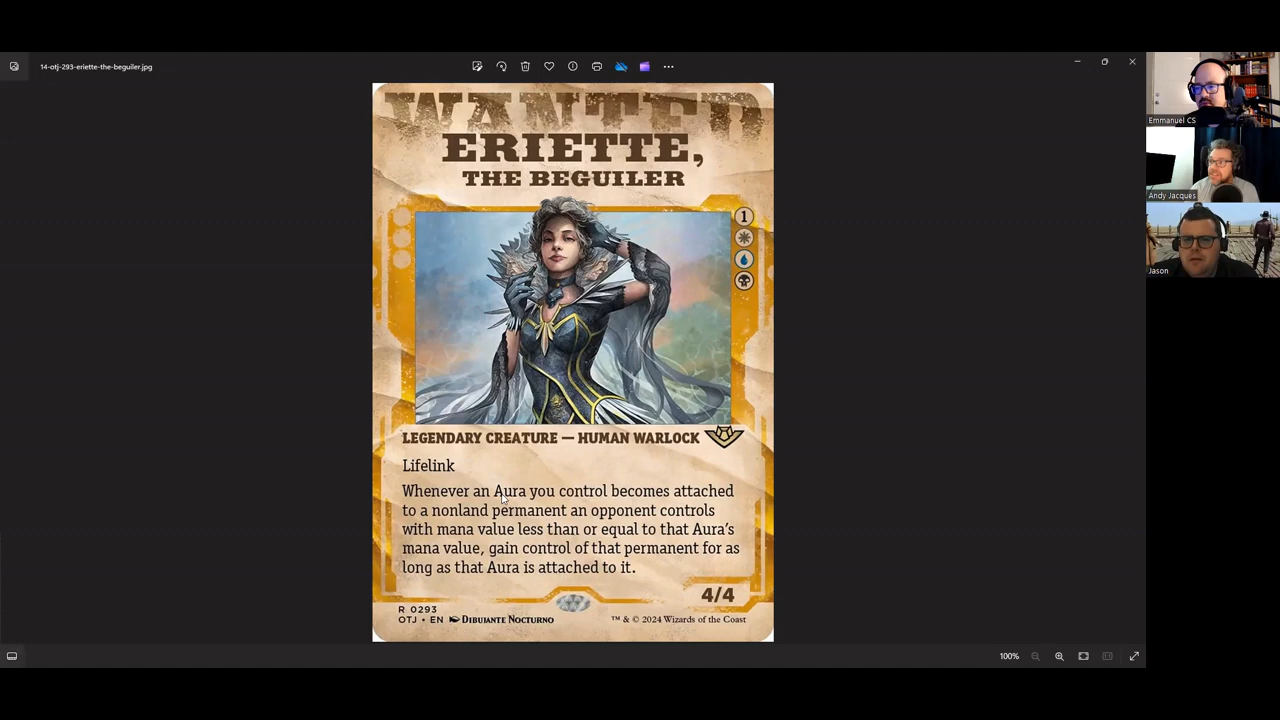 14-otj-293-eriette-the-beguiler.jpg
WANTED
ERIETTE,
THE BEGUILER
1
LEGENDARY CREATURE — HUMAN WARLOCK
Lifelink
Whenever an Aura you control becomes attached
to a nonland permanent an opponent controls
with mana value less than or equal to that Aura's
mana value, gain control of that permanent for as
long as that Aura is attached to it.
4/4
R 0293
OTJ • EN DIBUJANTE NOCTURNO
™ & © 2024 Wizards of the Coast
100%
Emmanuel CS
Andy Jacques
Jason